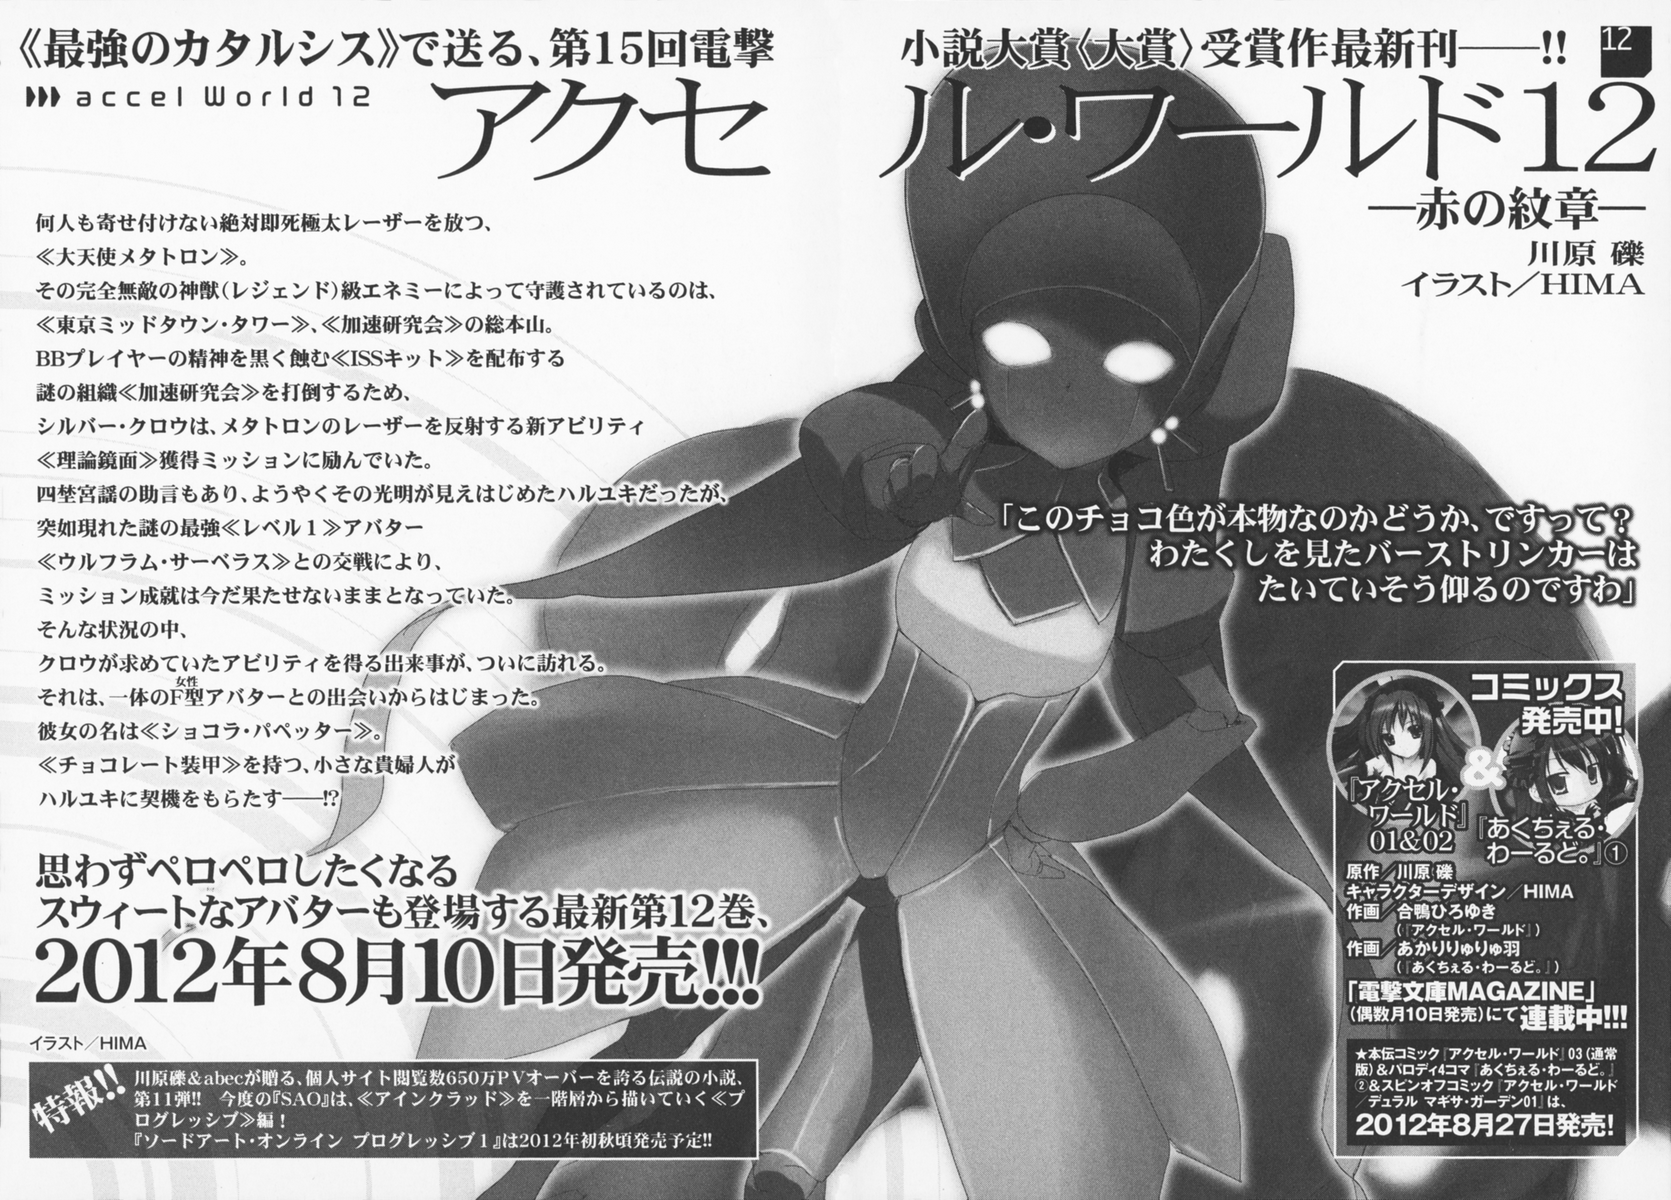 《最強のカタルシス》で送る、第15回電撃小説大賞〈大賞〉受賞作最新刊――!!
12
accel World 12
アクセル・ワールド12
―赤の紋章―
川原 礫
イラスト／HIMA
何人も寄せ付けない絶対即死極太レーザーを放つ、
≪大天使メタトロン≫。
その完全無敵の神獣(レジェンド)級エネミーによって守護されているのは、
≪東京ミッドタウン・タワー≫、≪加速研究会≫の総本山。
BBプレイヤーの精神を黒く蝕む≪ISSキット≫を配布する
謎の組織≪加速研究会≫を打倒するため、
シルバー・クロウは、メタトロンのレーザーを反射する新アビリティ
≪理論鏡面≫獲得ミッションに励んでいた。
四埜宮謡の助言もあり、ようやくその光明が見えはじめたハルユキだったが、
突如現れた謎の最強≪レベル１≫アバター
≪ウルフラム・サーベラス≫との交戦により、
ミッション成就は今だ果たせないままとなっていた。
そんな状況の中、
クロウが求めていたアビリティを得る出来事が、ついに訪れる。
女性
それは、一体のF型アバターとの出会いからはじまった。
彼女の名は≪ショコラ・パペッター≫。
≪チョコレート装甲≫を持つ、小さな貴婦人が
ハルユキに契機をもたらす――!?
思わずペロペロしたくなる
スウィートなアバターも登場する最新第12巻、
2012年8月10日発売!!!
「このチョコ色が本物なのかどうか、ですって？
わたくしを見たバーストリンカーは
たいていそう仰るのですわ」
コミックス
発売中!
『アクセル・
ワールド』
01&02
&
『あくちぇる・
わーるど。』①
原作／川原 礫
キャラクターデザイン／HIMA
作画／合鴨ひろゆき
(『アクセル・ワールド』)
作画／あかりりゅりゅ羽
(『あくちぇる・わーるど。』)
「電撃文庫MAGAZINE」
(偶数月10日発売)にて連載中!!!
★本伝コミック『アクセル・ワールド』03(通常
版)&パロディ4コマ『あくちぇる・わーるど。』
②&スピンオフコミック『アクセル・ワールド
／デュラル マギサ・ガーデン01』は、
2012年8月27日発売!
イラスト／HIMA
特報!!
川原礫&abecが贈る、個人サイト閲覧数650万PVオーバーを誇る伝説の小説、
第11弾!!　今度の『SAO』は、≪アインクラッド≫を一階層から描いていく≪プ
ログレッシブ≫編！
『ソードアート・オンライン プログレッシブ１』は2012年初秋頃発売予定!!